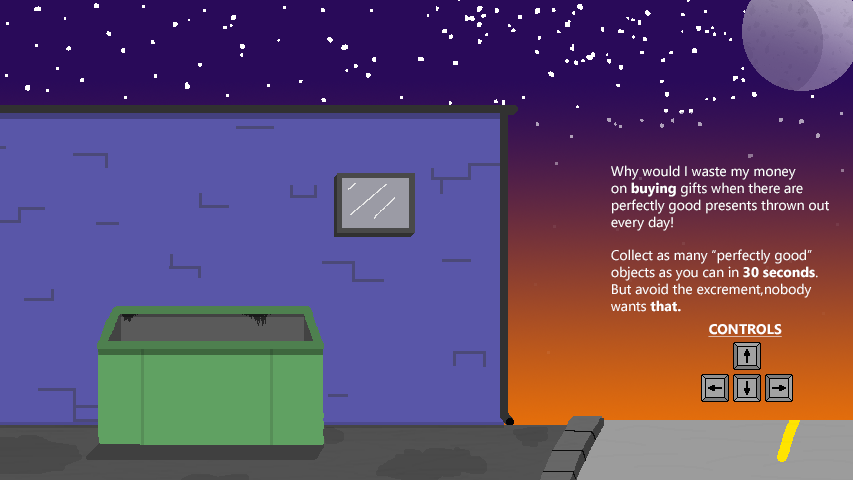 Why would I waste my money
on buying gifts when there are
perfectly good presents thrown out
every day!
Collect as many “perfectly good”
objects as you can in 30 seconds.
But avoid the excrement,nobody
wants that.
CONTROLS